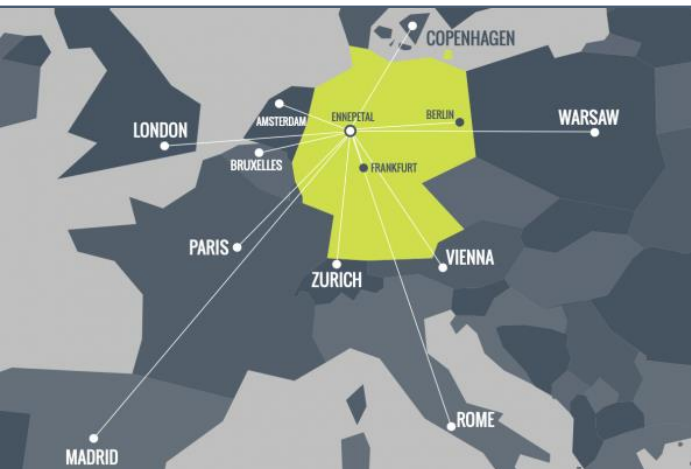 COPENHAGEN
AMSTERDAM
ENNEPETAL
BERLIN
WARSAW
LONDON
BRUXELLES
FRANKFURT
PARIS
VIENNA
ZURICH
ROME
MADRID